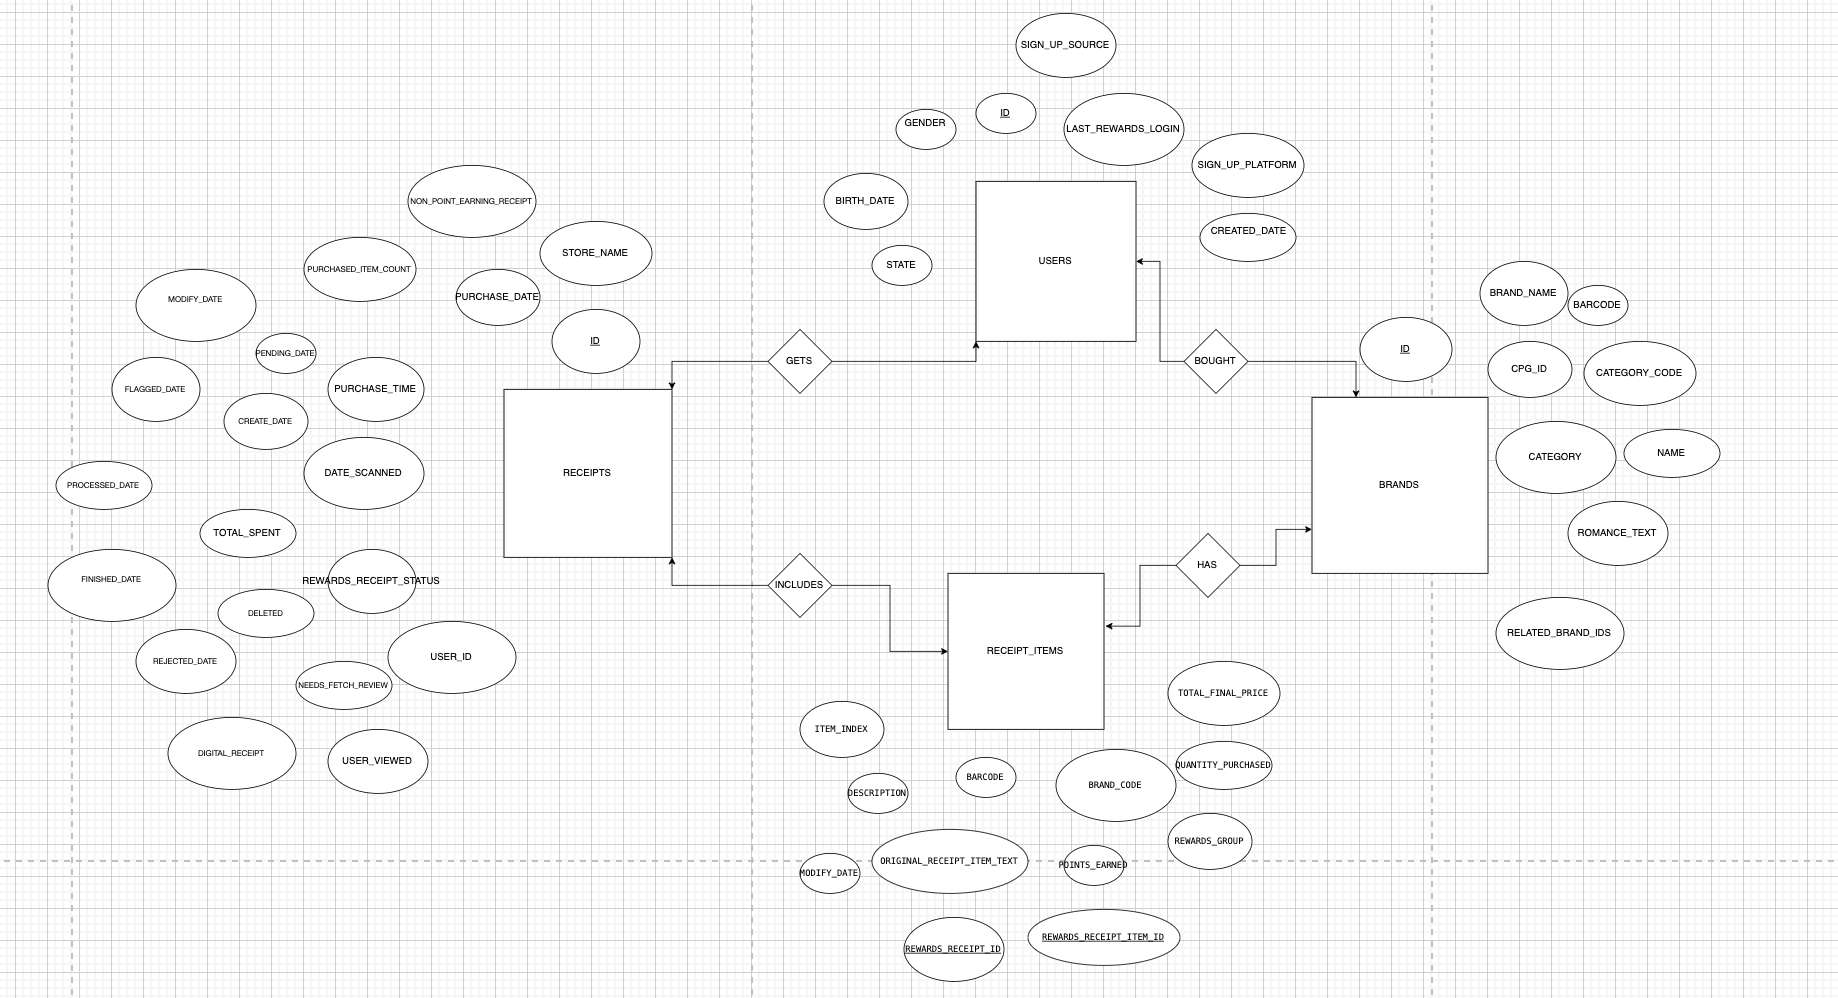 SIGN_UP_SOURCE
ID
GENDER
LAST_REWARDS_LOGIN
SIGN_UP_PLATFORM
BIRTH_DATE
CREATED_DATE
STATE
USERS
NON_POINT_EARNING_RECEIPT
STORE_NAME
PURCHASED_ITEM_COUNT
PURCHASE_DATE
MODIFY_DATE
ID
PENDING_DATE
FLAGGED_DATE
PURCHASE_TIME
CREATE_DATE
DATE_SCANNED
PROCESSED_DATE
TOTAL_SPENT
FINISHED_DATE
REWARDS_RECEIPT_STATUS
DELETED
REJECTED_DATE
USER_ID
NEEDS_FETCH_REVIEW
DIGITAL_RECEIPT
USER_VIEWED
RECEIPTS
GETS
BOUGHT
INCLUDES
HAS
BRAND_NAME
BARCODE
ID
CPG_ID
CATEGORY_CODE
CATEGORY
NAME
BRANDS
ROMANCE_TEXT
RELATED_BRAND_IDS
RECEIPT_ITEMS
TOTAL_FINAL_PRICE
ITEM_INDEX
QUANTITY_PURCHASED
BARCODE
BRAND_CODE
DESCRIPTION
REWARDS_GROUP
ORIGINAL_RECEIPT_ITEM_TEXT
POINTS_EARNED
MODIFY_DATE
REWARDS_RECEIPT_ITEM_ID
REWARDS_RECEIPT_ID